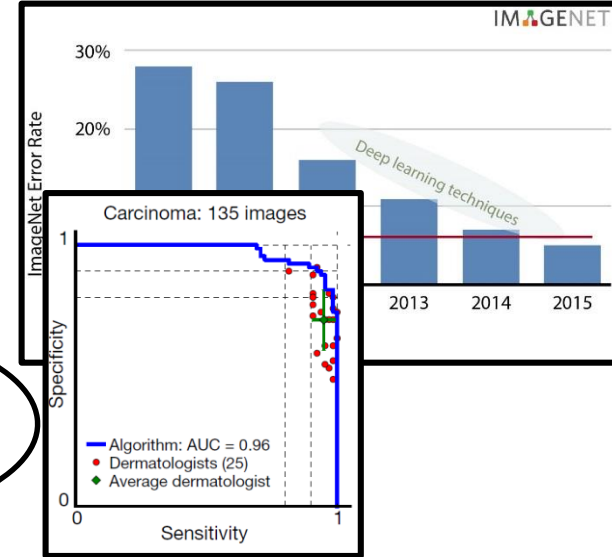 IMAGENET
30%
20%
ImageNet Error Rate
Deep learning techniques
2013 2014 2015
Carcinoma: 135 images
1
Specificity
Algorithm: AUC = 0.96
Dermatologists (25)
Average dermatologist
0
0 1
Sensitivity